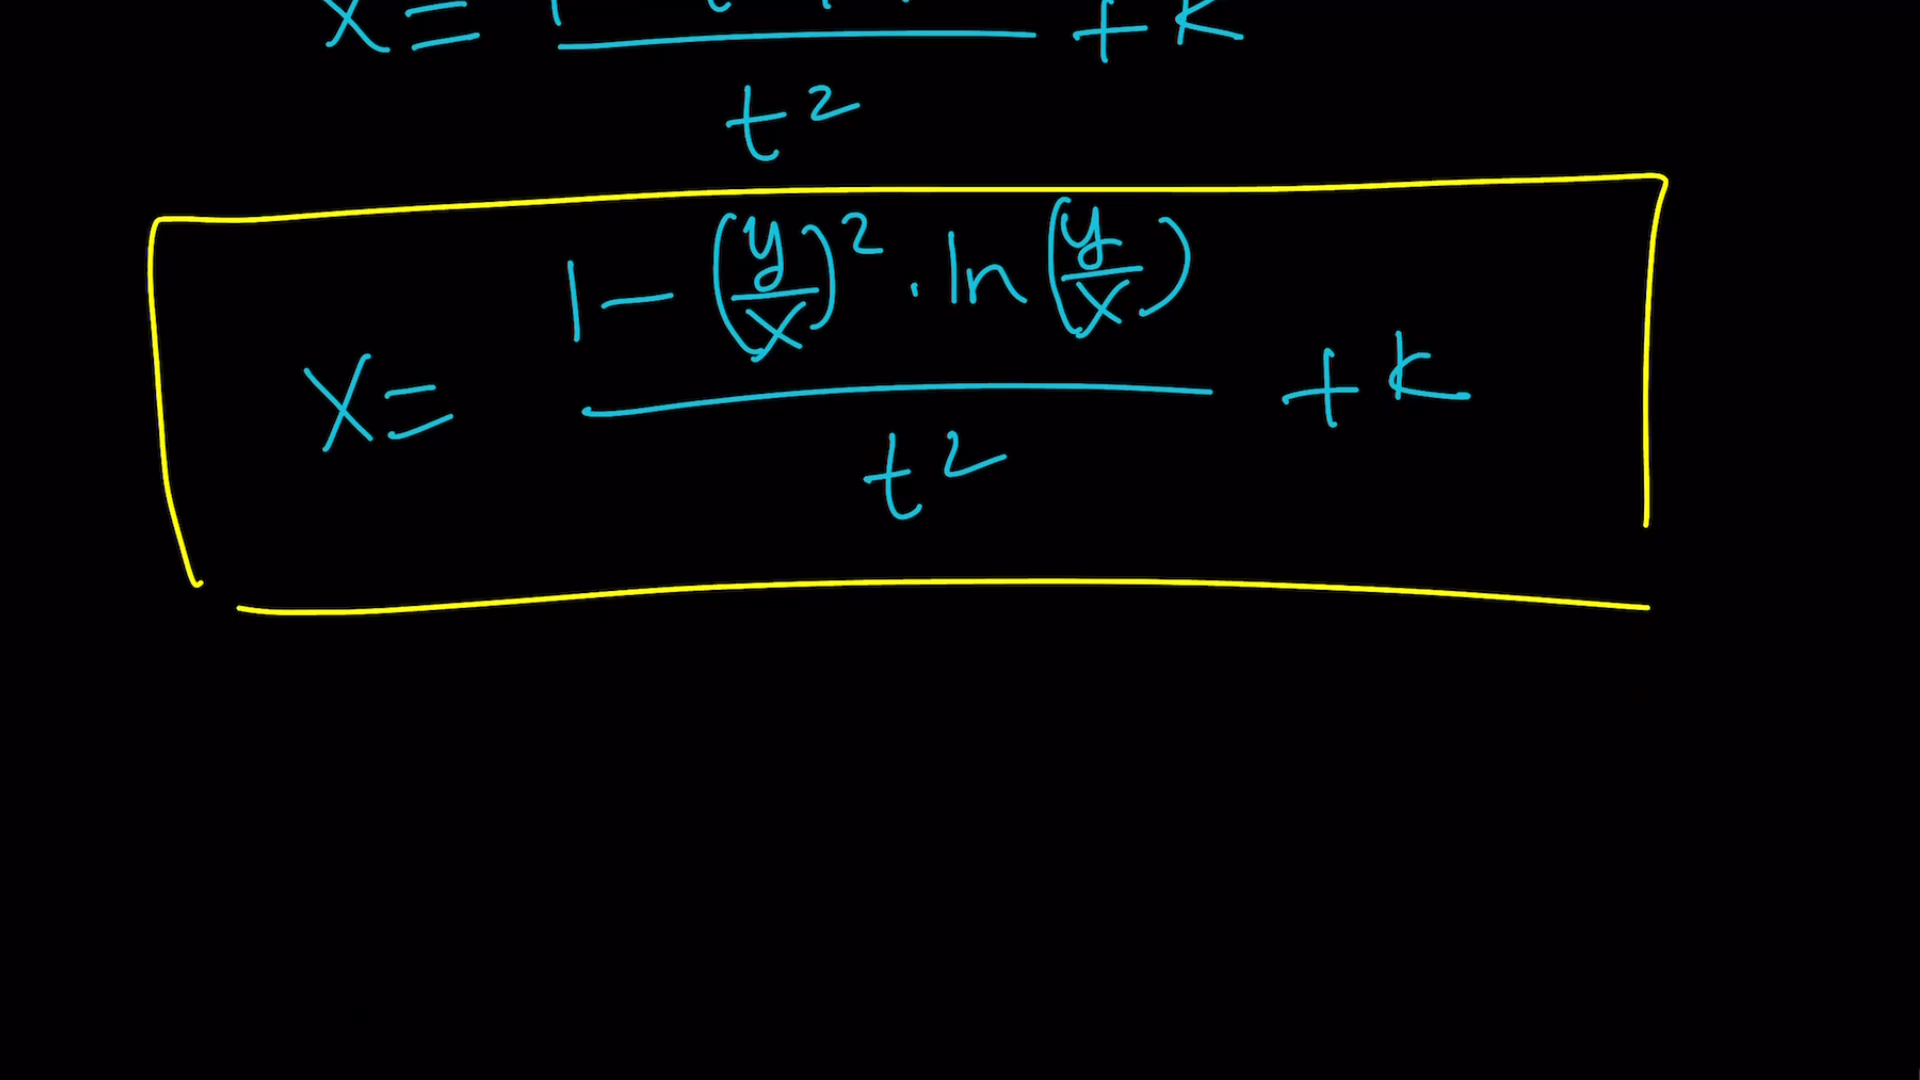 x = ─── / t² + k
x = (1 - (y/x)² · ln(y/x)) / t² + k